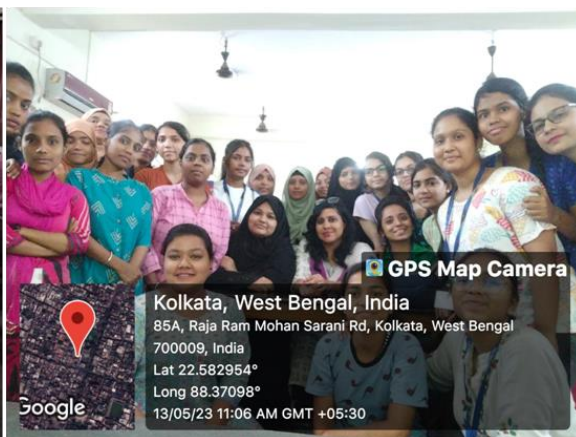 GPS Map Camera
Kolkata, West Bengal, India
85A, Raja Ram Mohan Sarani Rd, Kolkata, West Bengal
700009, India
Lat 22.582954°
Long 88.37098°
13/05/23 11:06 AM GMT +05:30
Google